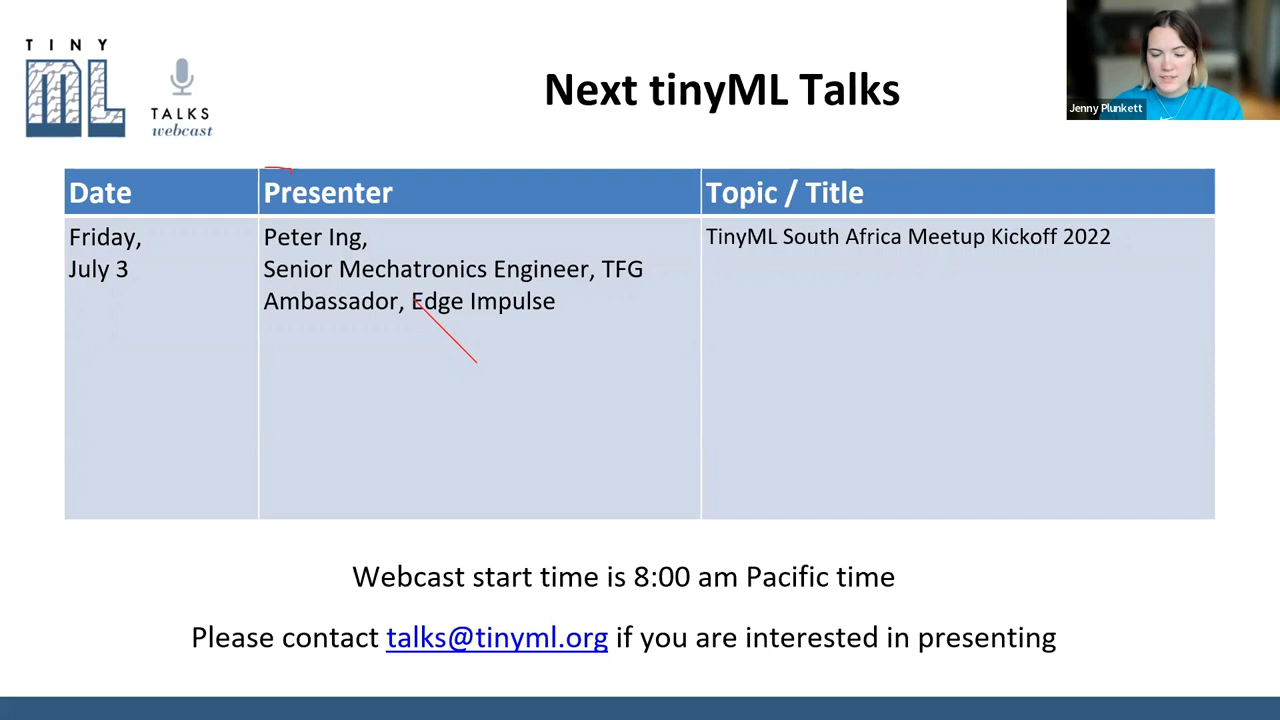 TINY
ML
TALKS
webcast
Next tinyML Talks
Jenny Plunkett
Date
Presenter
Topic / Title
Friday,
July 3
Peter Ing,
Senior Mechatronics Engineer, TFG
Ambassador, Edge Impulse
TinyML South Africa Meetup Kickoff 2022
Webcast start time is 8:00 am Pacific time
Please contact talks@tinyml.org if you are interested in presenting